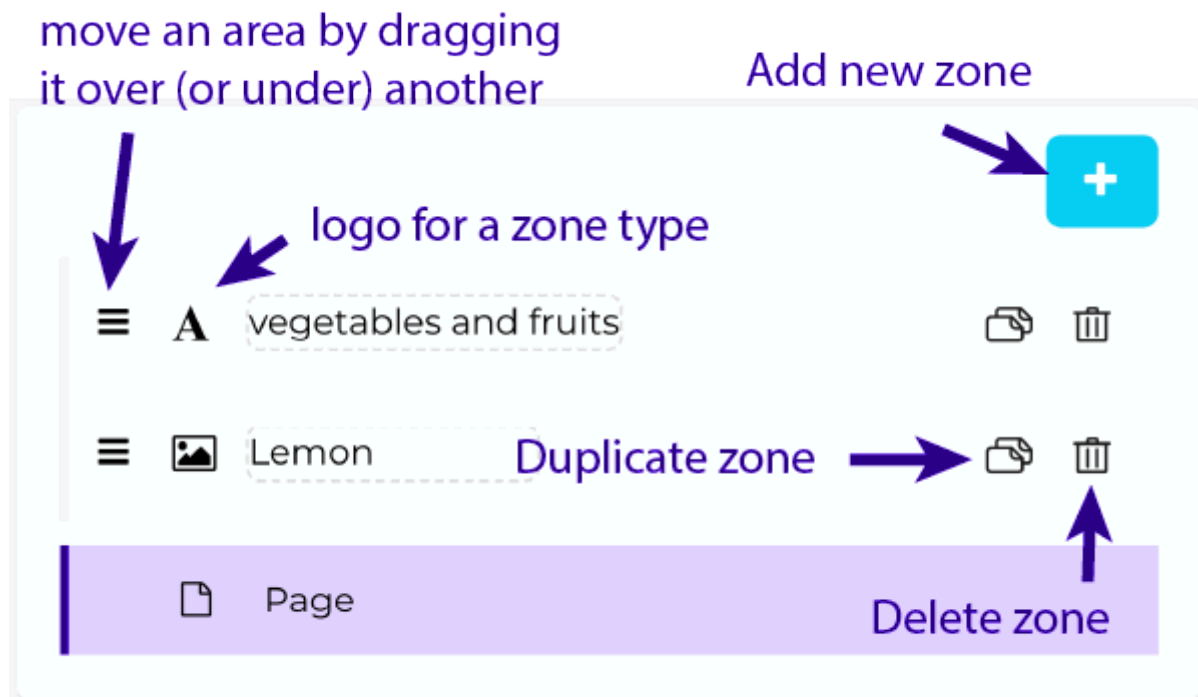 move an area by dragging
it over (or under) another
Add new zone
logo for a zone type
A vegetables and fruits
Lemon
Duplicate zone
Page
Delete zone